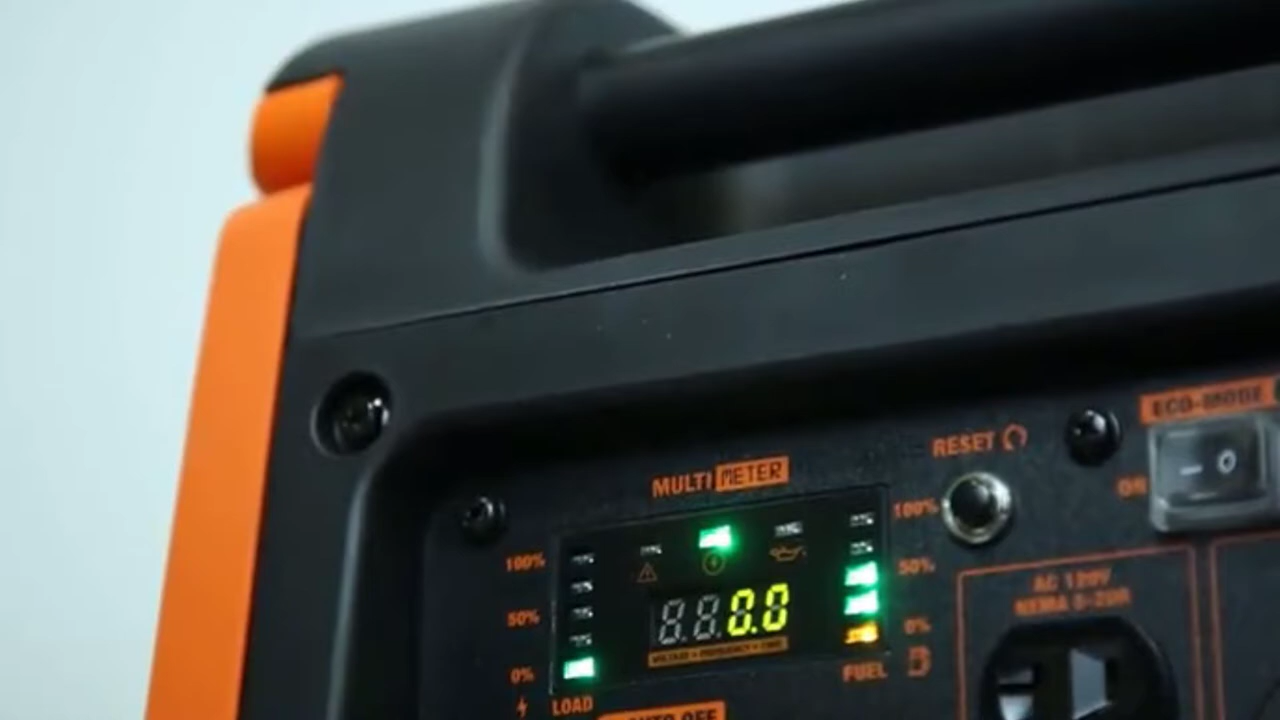 ECO-MODE
RESET
MULTI METER
ON
100%
100%
50%
50%
0%
0%
8.8.0.0
AC 120V
NEMA 5-20R
VOLTAGE • FREQUENCY • TIME
FUEL
LOAD
AUTO OFF